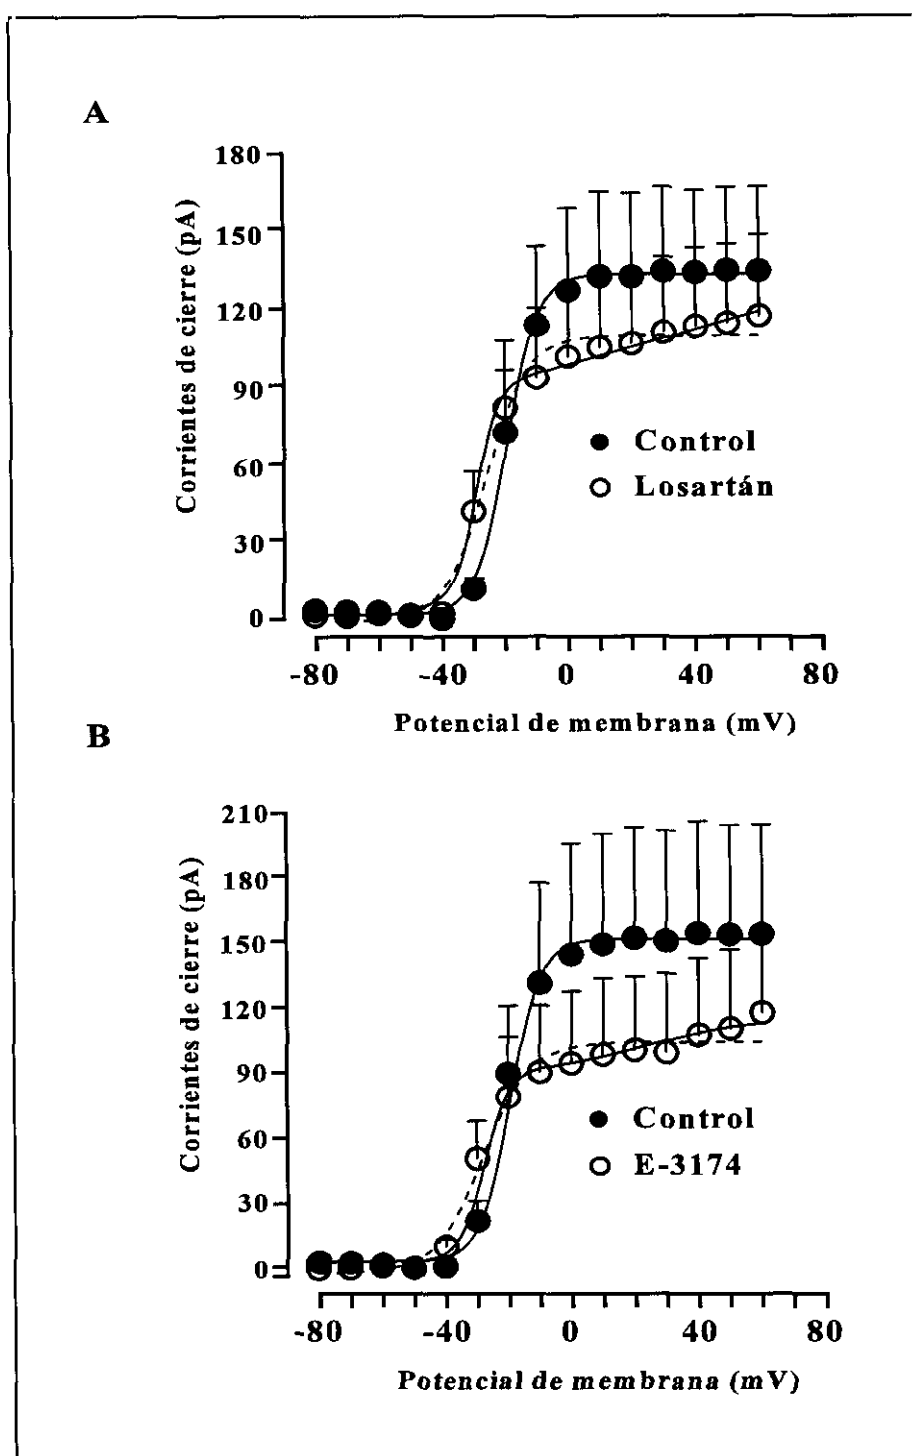 A
180
150
120
90
60
30
0
Corrientes de cierre (pA)
Control
Losartán
-80 -40 0 40 80
Potencial de membrana (mV)
B
210
180
150
120
90
60
30
0
Corrientes de cierre (pA)
Control
E-3174
-80 -40 0 40 80
Potencial de membrana (mV)